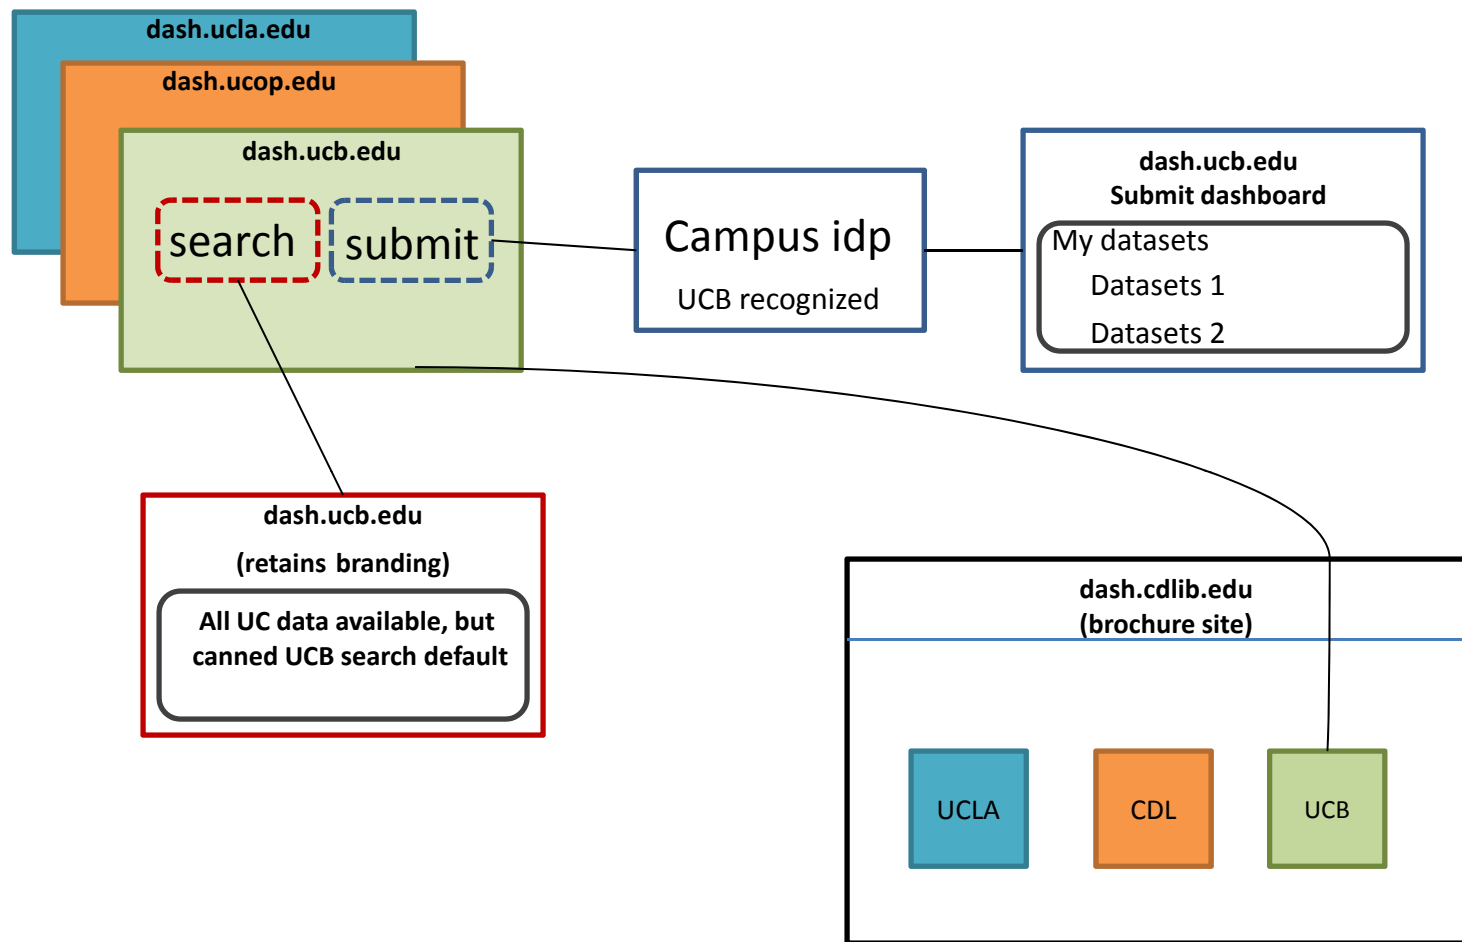 dash.ucla.edu
dash.ucop.edu
dash.ucb.edu
search
submit
Campus idp
UCB recognized
dash.ucb.edu
Submit dashboard
My datasets
Datasets 1
Datasets 2
dash.ucb.edu
(retains branding)
All UC data available, but
canned UCB search default
dash.cdlib.edu
(brochure site)
UCLA
CDL
UCB